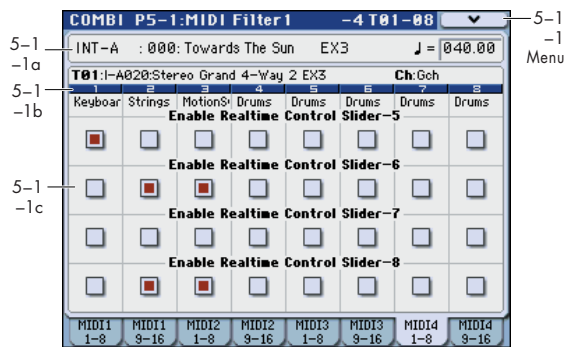 COMBI P5-1:MIDI Filter1 -4 T01-08
5-1
-1
Menu
5-1
-1a
INT-A : 000: Towards The Sun EX3 ♩ = 040.00
T01:I-A020:Stereo Grand 4-Way 2 EX3 Ch:Gch
5-1
-1b
1 2 3 4 5 6 7 8
Keyboar Strings MotionS Drums Drums Drums Drums Drums
Enable Realtime Control Slider-5
Enable Realtime Control Slider-6
5-1
-1c
Enable Realtime Control Slider-7
Enable Realtime Control Slider-8
MIDI1 MIDI1 MIDI2 MIDI2 MIDI3 MIDI3 MIDI4 MIDI4
1-8 9-16 1-8 9-16 1-8 9-16 1-8 9-16